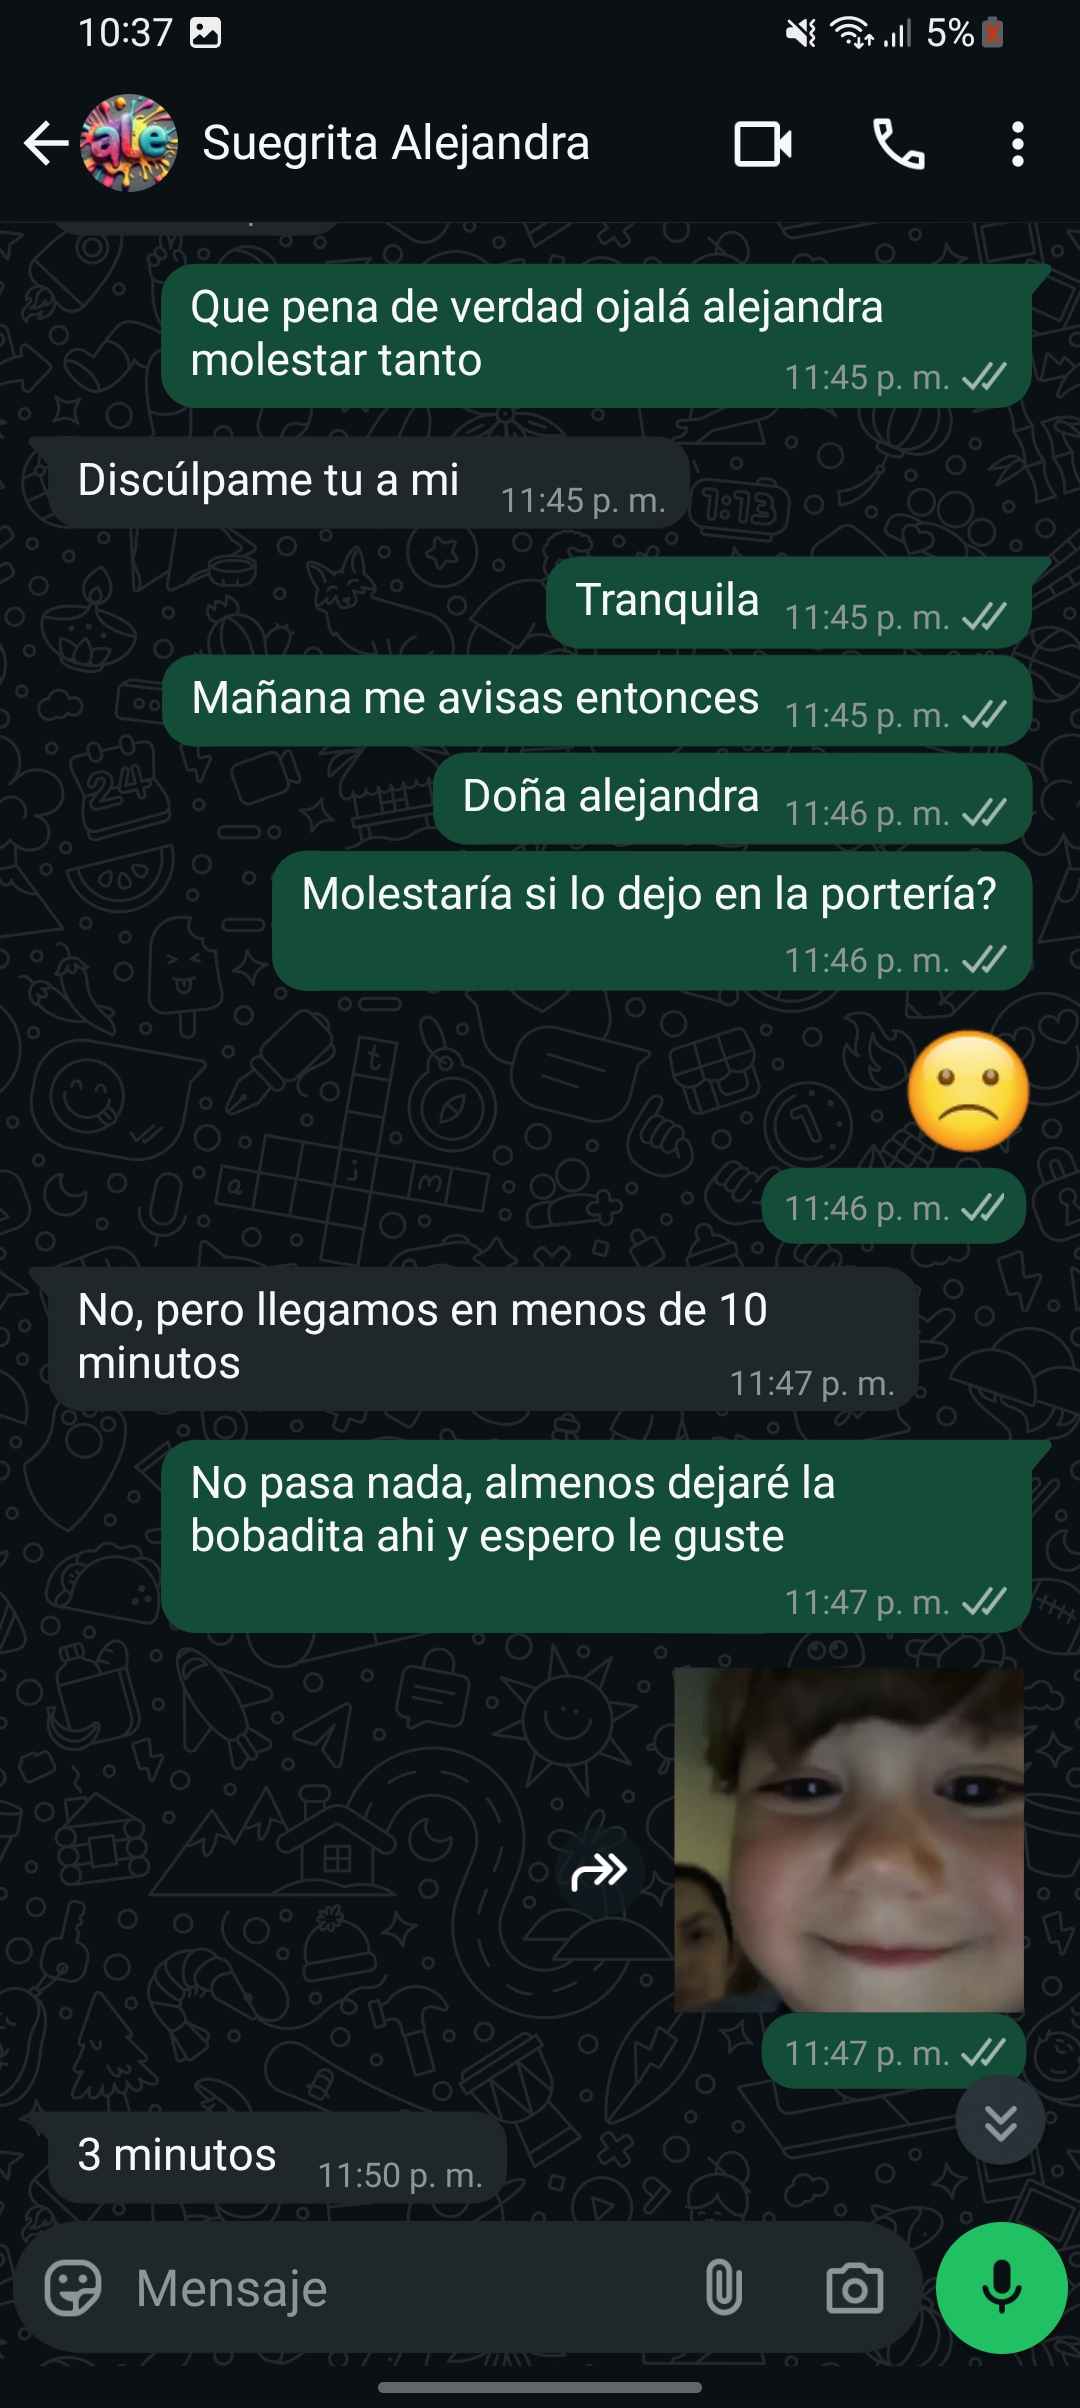 10:37
5%
ale
Suegrita Alejandra
Que pena de verdad ojalá alejandra
molestar tanto
11:45 p. m.
Discúlpame tu a mi
11:45 p. m.
Tranquila
11:45 p. m.
Mañana me avisas entonces
11:45 p. m.
Doña alejandra
11:46 p. m.
Molestaría si lo dejo en la portería?
11:46 p. m.
11:46 p. m.
No, pero llegamos en menos de 10
minutos
11:47 p. m.
No pasa nada, almenos dejaré la
bobadita ahi y espero le guste
11:47 p. m.
11:47 p. m.
3 minutos
11:50 p. m.
Mensaje